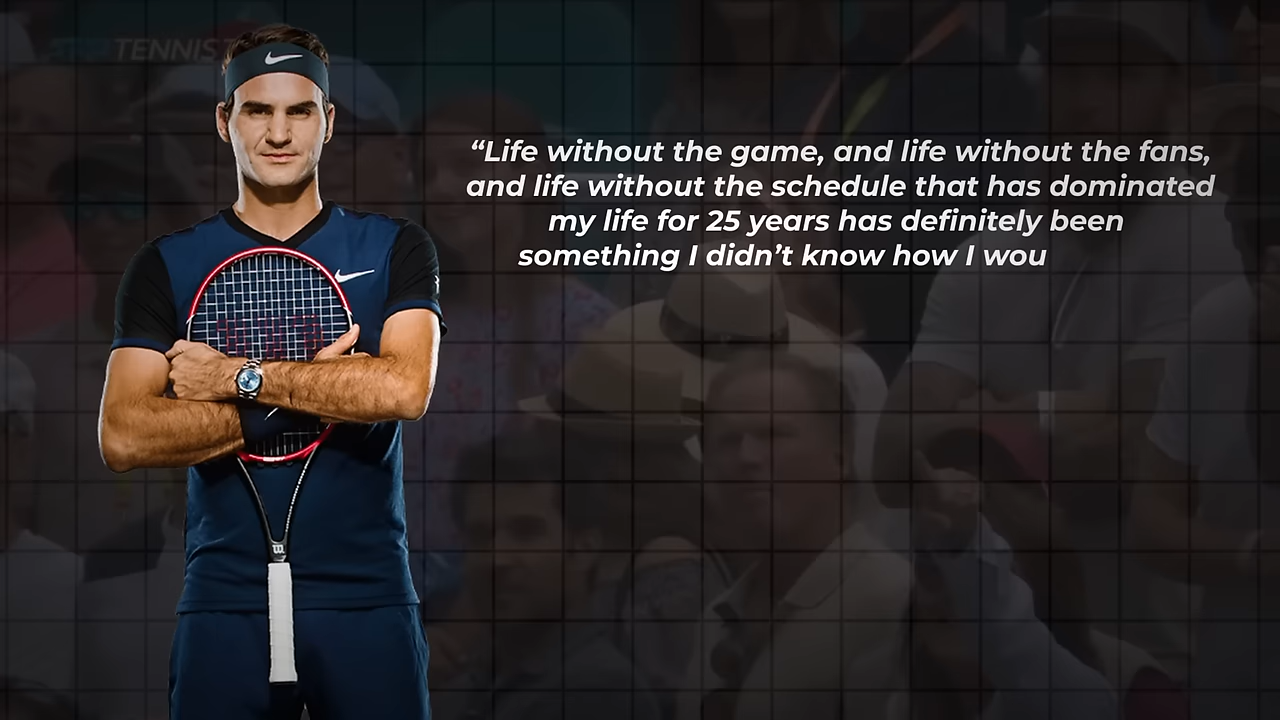 TENNIS
“Life without the game, and life without the fans,
and life without the schedule that has dominated
my life for 25 years has definitely been
something I didn’t know how I wou